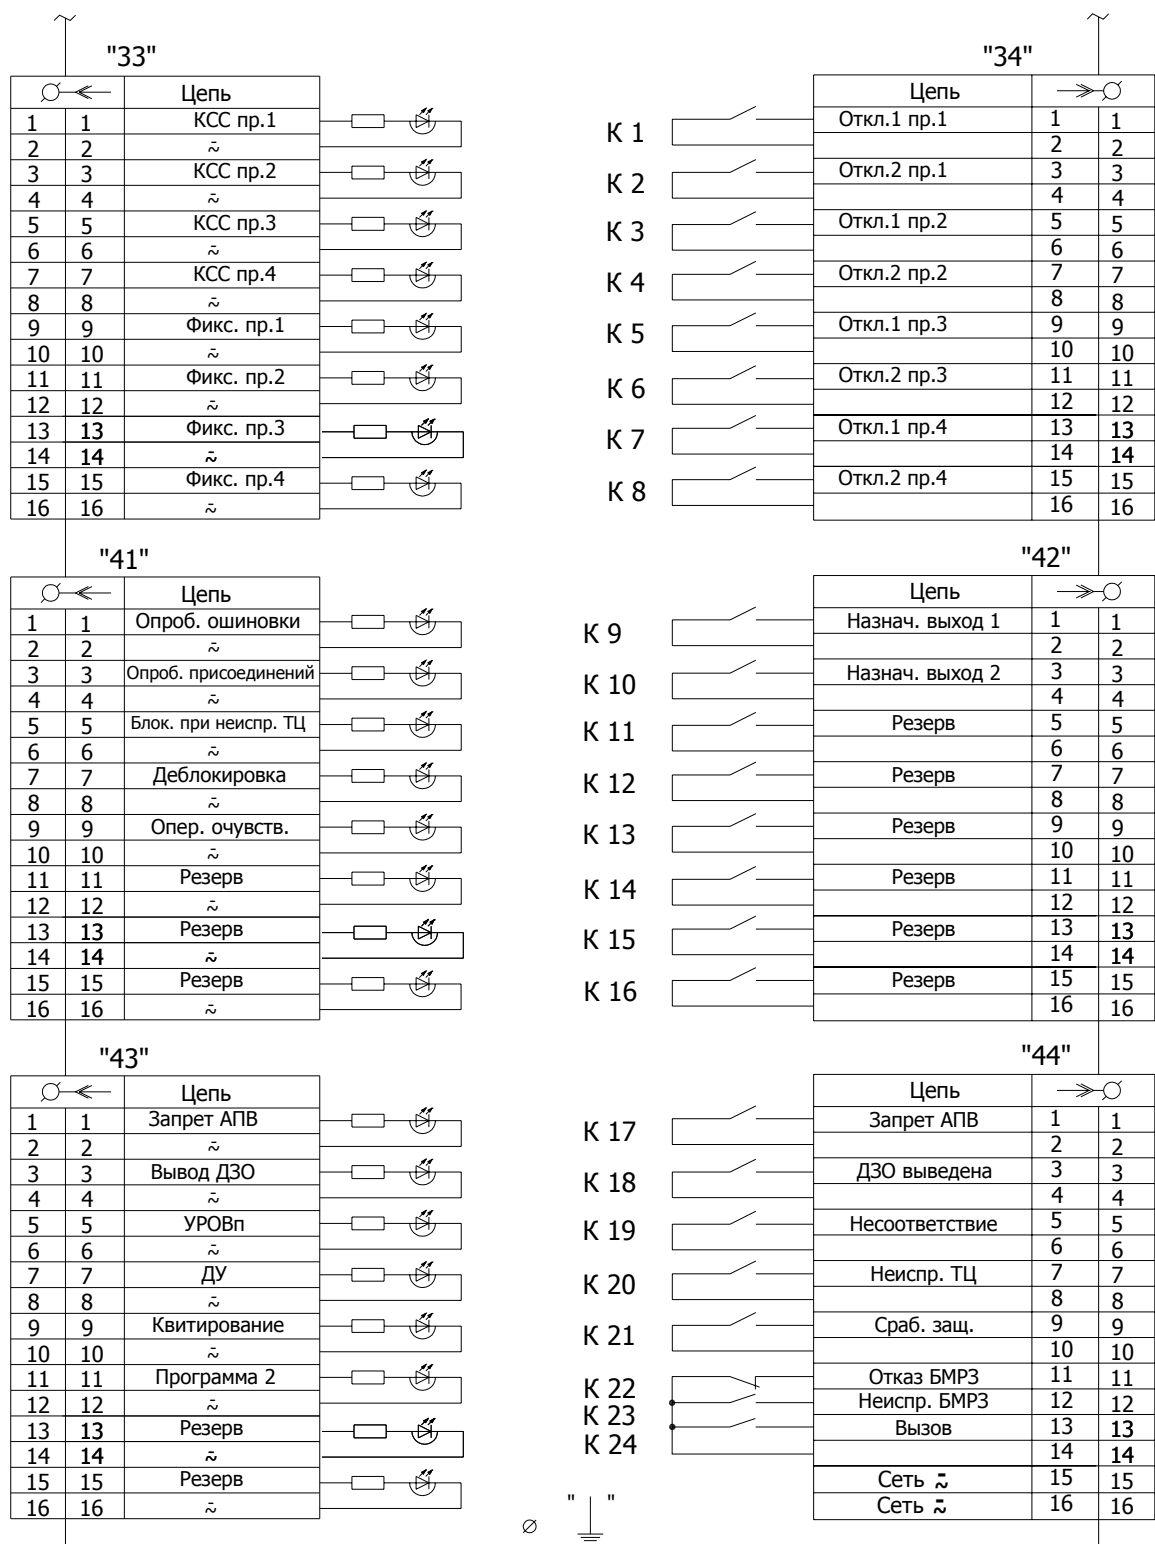 "33"
Цепь
1 1 КСС пр.1
2 2 ~
3 3 КСС пр.2
4 4 ~
5 5 КСС пр.3
6 6 ~
7 7 КСС пр.4
8 8 ~
9 9 Фикс. пр.1
10 10 ~
11 11 Фикс. пр.2
12 12 ~
13 13 Фикс. пр.3
14 14 ~
15 15 Фикс. пр.4
16 16 ~
"34"
Цепь
К 1 Откл.1 пр.1 1 1
2 2
К 2 Откл.2 пр.1 3 3
4 4
К 3 Откл.1 пр.2 5 5
6 6
К 4 Откл.2 пр.2 7 7
8 8
К 5 Откл.1 пр.3 9 9
10 10
К 6 Откл.2 пр.3 11 11
12 12
К 7 Откл.1 пр.4 13 13
14 14
К 8 Откл.2 пр.4 15 15
16 16
"41"
Цепь
1 1 Опроб. ошиновки
2 2 ~
3 3 Опроб. присоединений
4 4 ~
5 5 Блок. при неиспр. ТЦ
6 6 ~
7 7 Деблокировка
8 8 ~
9 9 Опер. очувств.
10 10 ~
11 11 Резерв
12 12 ~
13 13 Резерв
14 14 ~
15 15 Резерв
16 16 ~
"42"
Цепь
К 9 Назнач. выход 1 1 1
2 2
К 10 Назнач. выход 2 3 3
4 4
К 11 Резерв 5 5
6 6
К 12 Резерв 7 7
8 8
К 13 Резерв 9 9
10 10
К 14 Резерв 11 11
12 12
К 15 Резерв 13 13
14 14
К 16 Резерв 15 15
16 16
"43"
Цепь
1 1 Запрет АПВ
2 2 ~
3 3 Вывод ДЗО
4 4 ~
5 5 УРОВп
6 6 ~
7 7 ДУ
8 8 ~
9 9 Квитирование
10 10 ~
11 11 Программа 2
12 12 ~
13 13 Резерв
14 14 ~
15 15 Резерв
16 16 ~
"44"
Цепь
К 17 Запрет АПВ 1 1
2 2
К 18 ДЗО выведена 3 3
4 4
К 19 Несоответствие 5 5
6 6
К 20 Неиспр. ТЦ 7 7
8 8
К 21 Сраб. защ. 9 9
10 10
К 22 Отказ БМРЗ 11 11
К 23 Неиспр. БМРЗ 12 12
К 24 Вызов 13 13
14 14
Сеть ~ 15 15
Сеть ~ 16 16
" "